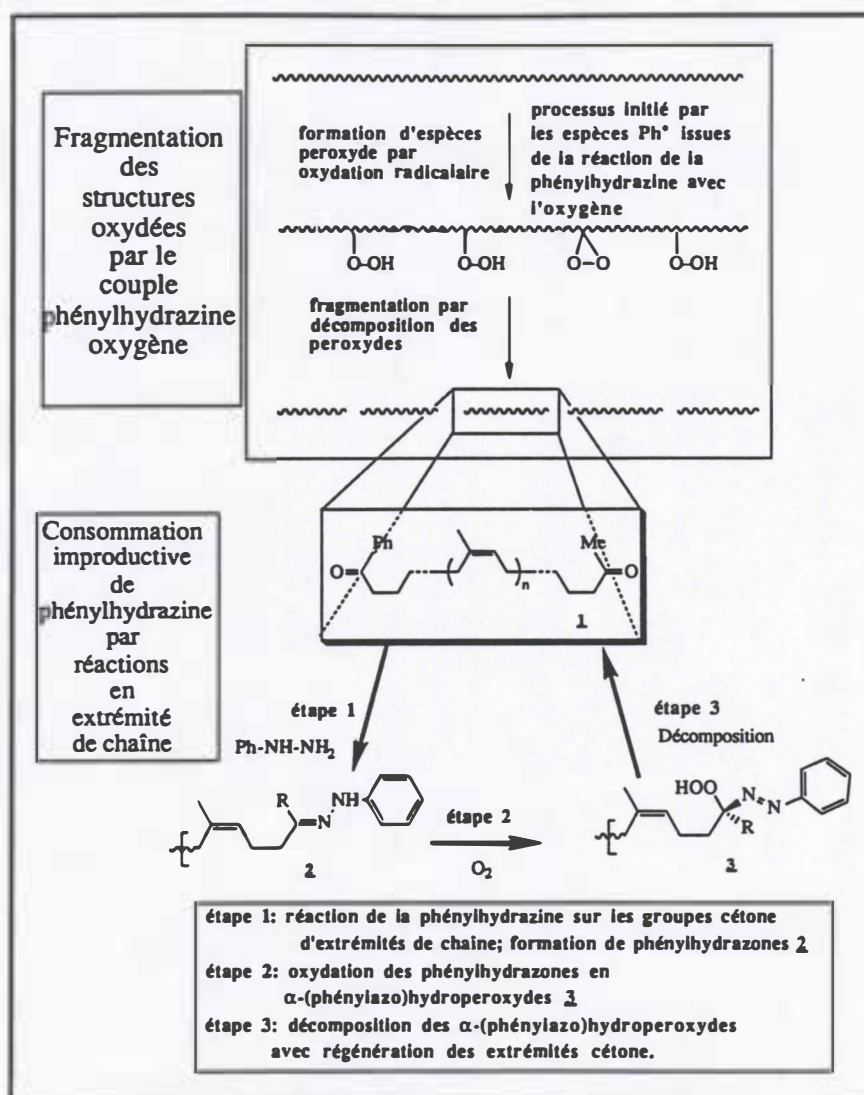 Fragmentation
des
structures
oxydées
par le
couple
phénylhydrazine
oxygène
formation d'espèces
peroxyde par
oxydation radicalaire
processus initié par
les espèces Ph• issues
de la réaction de la
phénylhydrazine avec
l'oxygène
O-OH O-OH O-O O-OH
fragmentation par
décomposition des
peroxydes
Consommation
improductive
de
phénylhydrazine
par
réactions
en
extrémité
de chaîne
Ph Me
O O
n
1
étape 1
Ph-NH-NH2
étape 3
Décomposition
R NH
N
2
étape 2
O2
HOO N N
R
3
étape 1: réaction de la phénylhydrazine sur les groupes cétone
d'extrémités de chaine; formation de phénylhydrazones 2
étape 2: oxydation des phénylhydrazones en
α-(phénylazo)hydroperoxydes 3
étape 3: décomposition des α-(phénylazo)hydroperoxydes
avec régénération des extrémités cétone.